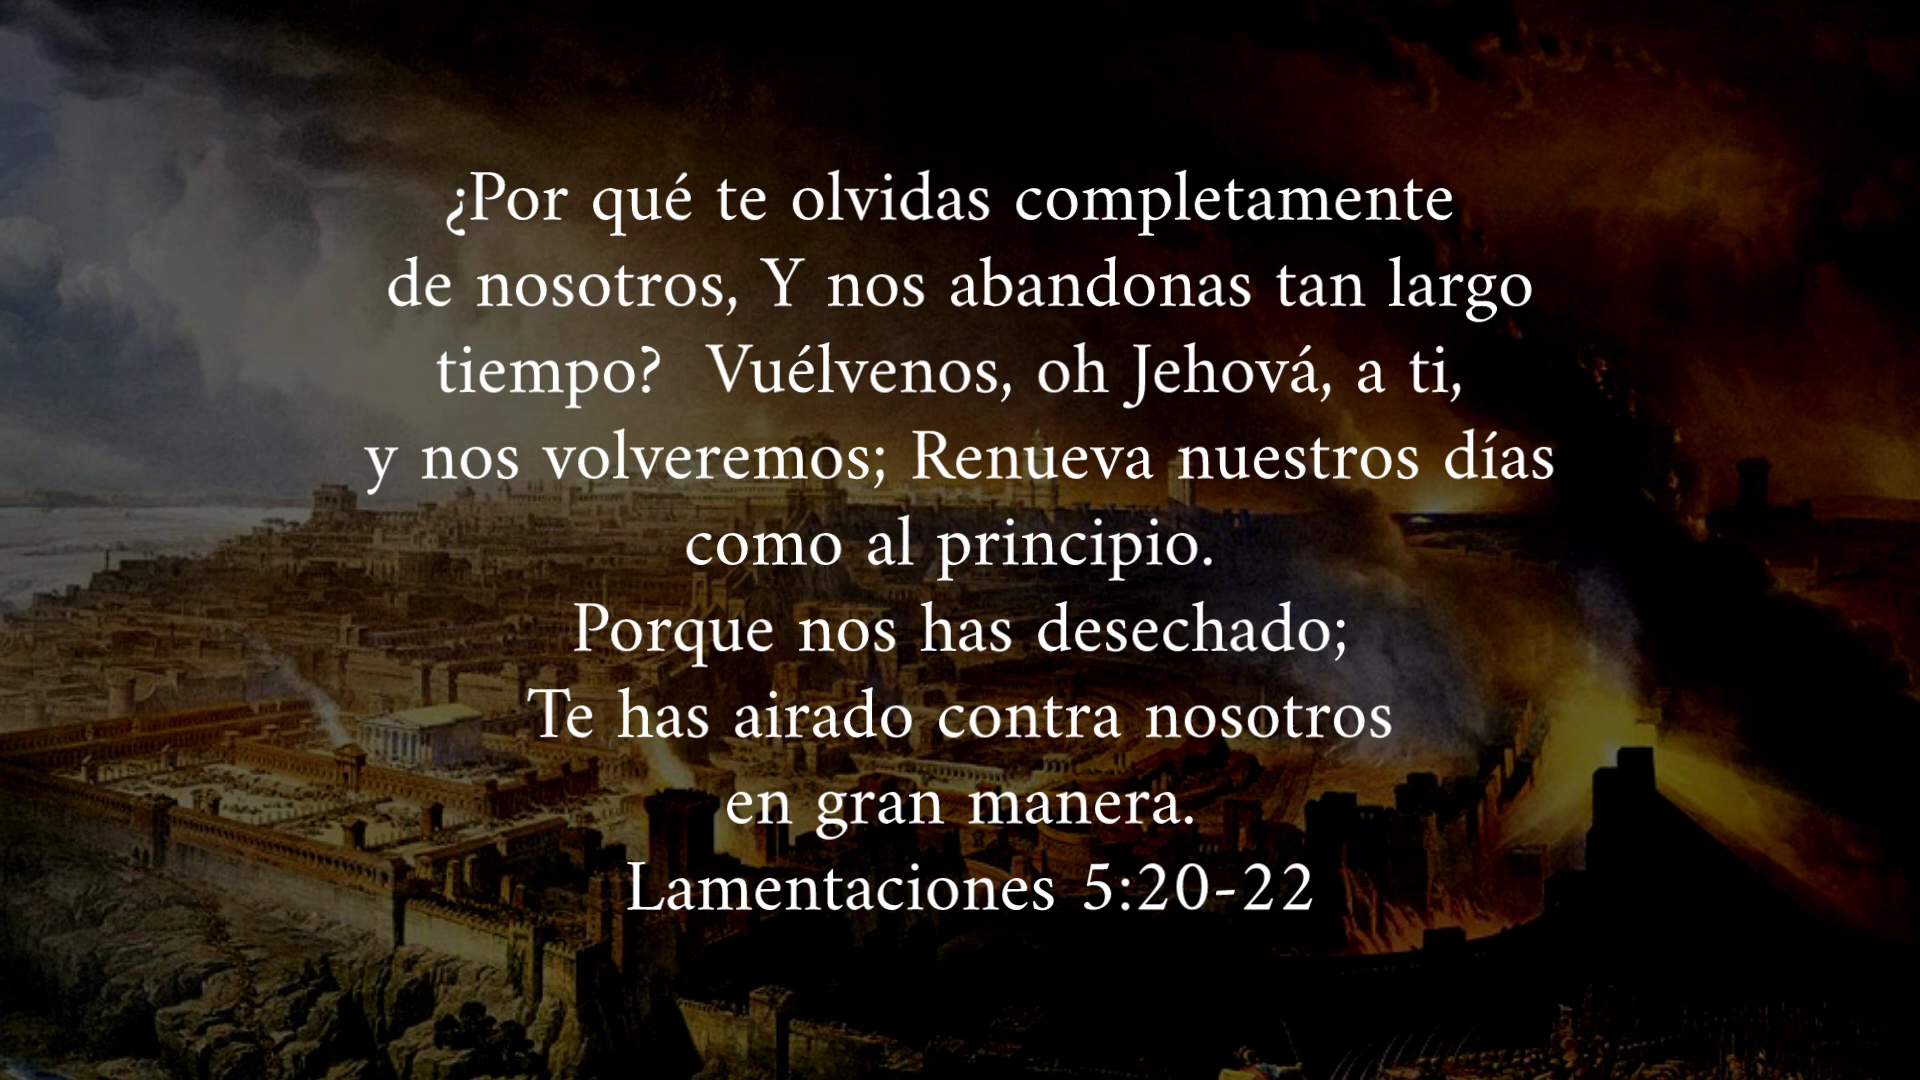 ¿Por qué te olvidas completamente
de nosotros, Y nos abandonas tan largo
tiempo?  Vuélvenos, oh Jehová, a ti,
y nos volveremos; Renueva nuestros días
como al principio.
Porque nos has desechado;
Te has airado contra nosotros
en gran manera.
Lamentaciones 5:20-22